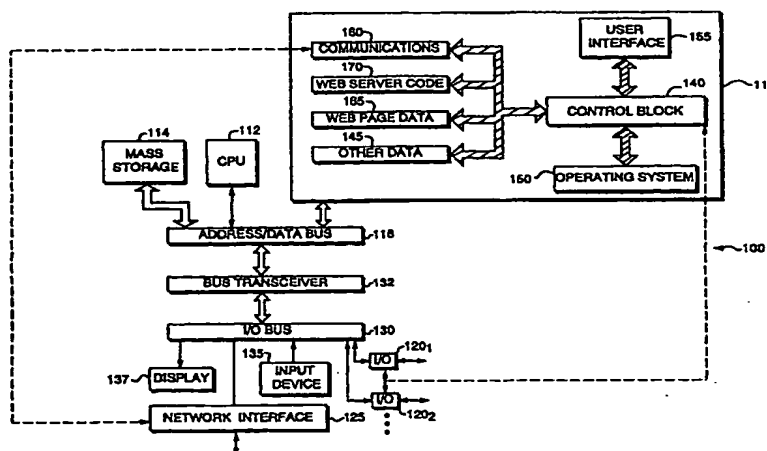 160
COMMUNICATIONS
170
WEB SERVER CODE
165
WEB PAGE DATA
145
OTHER DATA
USER INTERFACE
155
11
140
CONTROL BLOCK
150
OPERATING SYSTEM
114
MASS STORAGE
112
CPU
ADDRESS/DATA BUS
118
BUS TRANSCEIVER
132
I/O BUS
130
100
137
DISPLAY
135
INPUT DEVICE
I/O
120₁
I/O
120₂
NETWORK INTERFACE
125